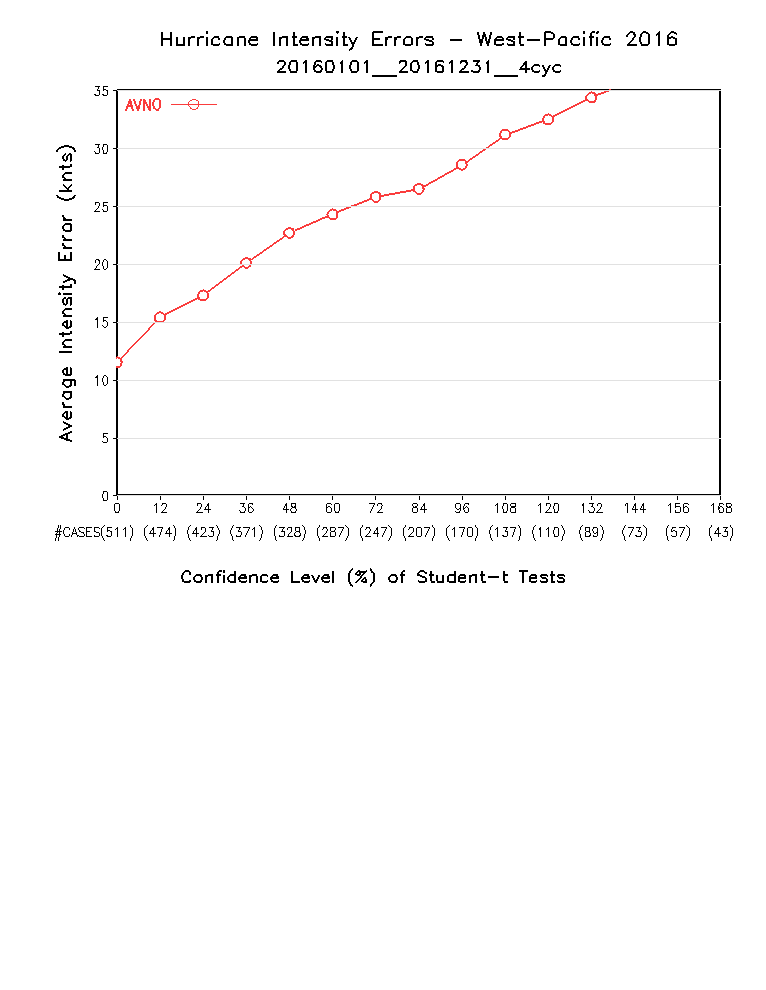 Hurricane Intensity Errors - West-Pacific 2016
20160101__20161231__4cyc
AVNO
Average Intensity Error (knts)
35
30
25
20
15
10
5
0
0 12 24 36 48 60 72 84 96 108 120 132 144 156 168
#CASES(511) (474) (423) (371) (328) (287) (247) (207) (170) (137) (110) (89) (73) (57) (43)
Confidence Level (%) of Student-t Tests